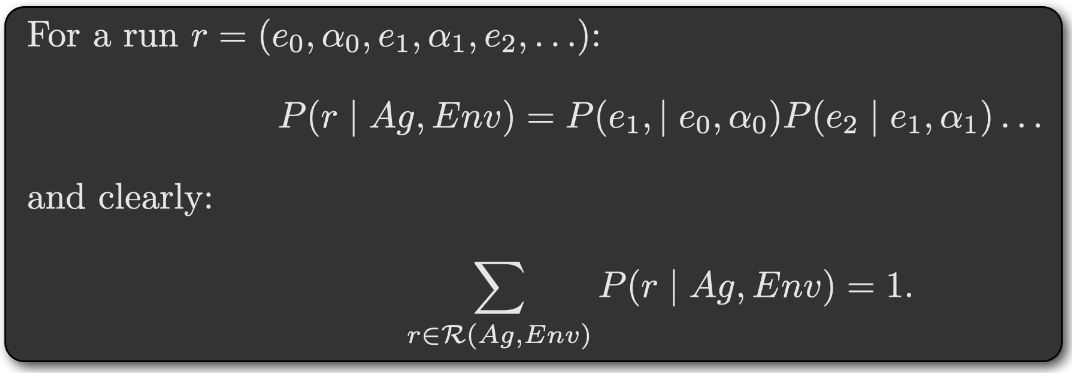 For a run r = (e₀, α₀, e₁, α₁, e₂, . . .):
P(r | Ag, Env) = P(e₁, | e₀, α₀)P(e₂ | e₁, α₁) . . .
and clearly:
∑ P(r | Ag, Env) = 1.
r∈ℛ(Ag,Env)